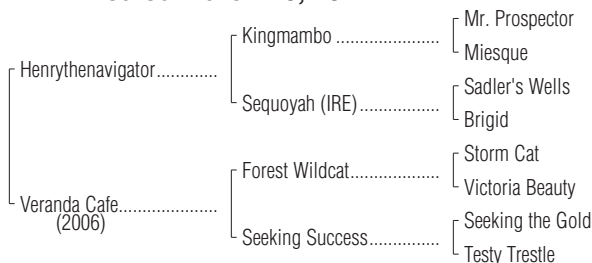 Mr. Prospector
Kingmambo ..................
Miesque
Henrythenavigator............
Sadler's Wells
Sequoyah (IRE)..................
Brigid
Storm Cat
Forest Wildcat....................
Victoria Beauty
Veranda Cafe....................
(2006)
Seeking the Gold
Seeking Success...............
Testy Trestle